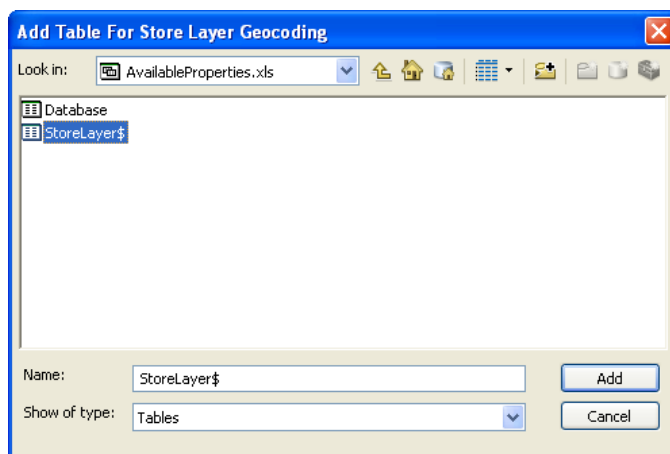 Add Table For Store Layer Geocoding
Look in: AvailableProperties.xls
Database
StoreLayer$
Name: StoreLayer$ Add
Show of type: Tables Cancel